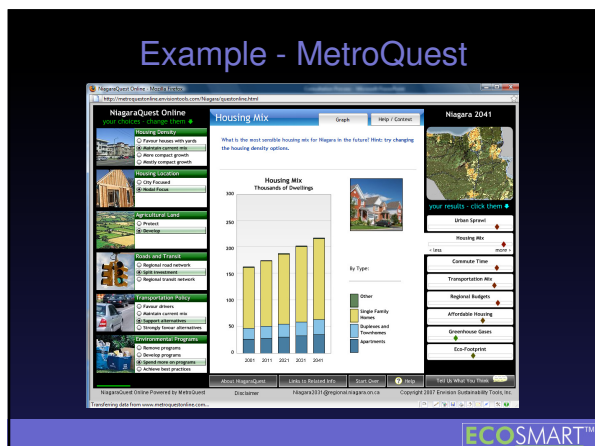 Example - MetroQuest
NiagaraQuest Online - Mozilla Firefox
http://metroquestonline.envisiontools.com/Niagara/questonline.html
NiagaraQuest Online
your choices - change them
Housing Density
Favour houses with yards
Maintain current mix
More compact growth
Mostly compact growth
Housing Location
City Focused
Nodal Focus
Agricultural Land
Protect
Develop
Roads and Transit
Regional road network
Split Investment
Regional transit network
Transportation Policy
Favour drivers
Maintain current mix
Support alternatives
Strongly favour alternatives
Environmental Programs
Remove programs
Develop programs
Spend more on programs
Achieve best practices
Housing Mix
Graph
Help / Context
What is the most sensible housing mix for Niagara in the future? Hint: try changing
the housing density options.
Housing Mix
Thousands of Dwellings
300
250
200
150
100
50
0
2001 2011 2021 2031 2041
By Type:
Other
Single Family
Homes
Duplexes and
Townhomes
Apartments
Niagara 2041
your results - click them
Urban Sprawl
Housing Mix
< less more >
Commute Time
Transportation Mix
Regional Budgets
Affordable Housing
Greenhouse Gases
Eco-Footprint
About NiagaraQuest
Links to Related Info
Start Over
? Help
Tell Us What You Think
NiagaraQuest Online Powered by MetroQuest
Disclaimer
Niagara2031@regional.niagara.on.ca
Copyright 2007 Envision Sustainability Tools, Inc.
Transferring data from www.metroquestonline.com...
ECOSMART™